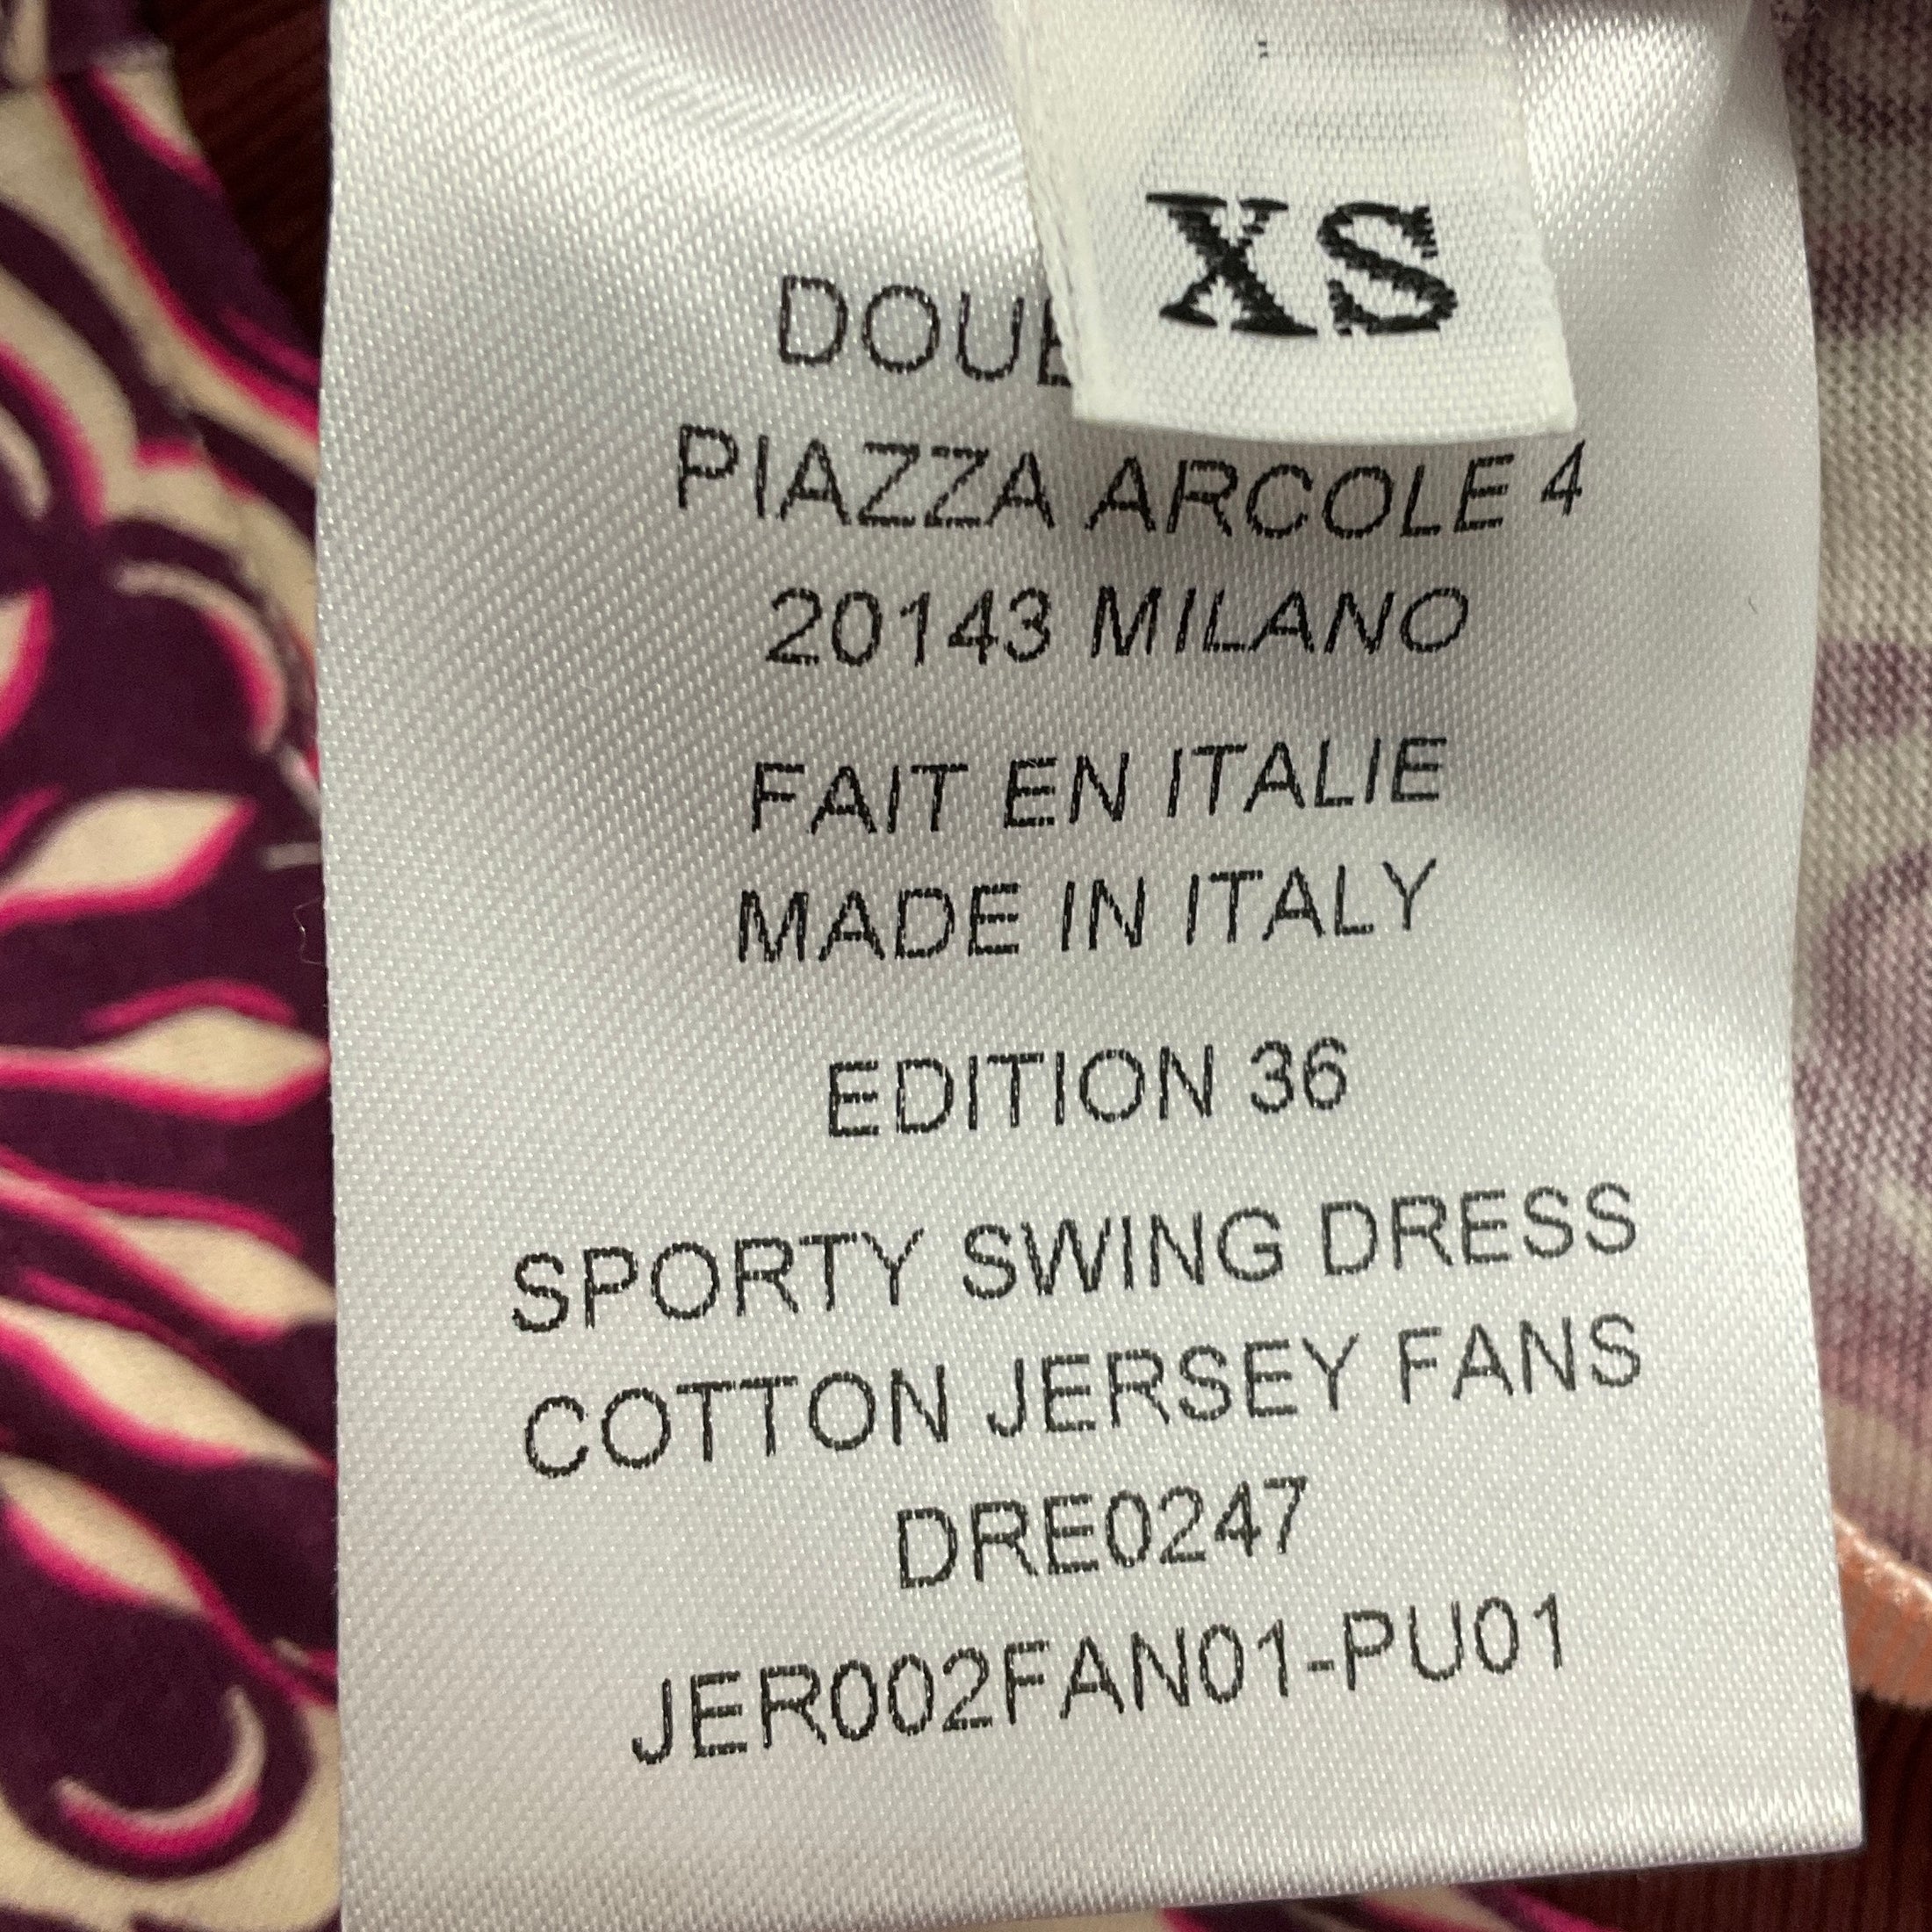 XS
PIAZZA ARCOLE 4
20143 MILANO
FAIT EN ITALIE
MADE IN ITALY
EDITION 36
SPORTY SWING DRESS
COTTON JERSEY FANS
DRE0247
JER002FAN01-PU01